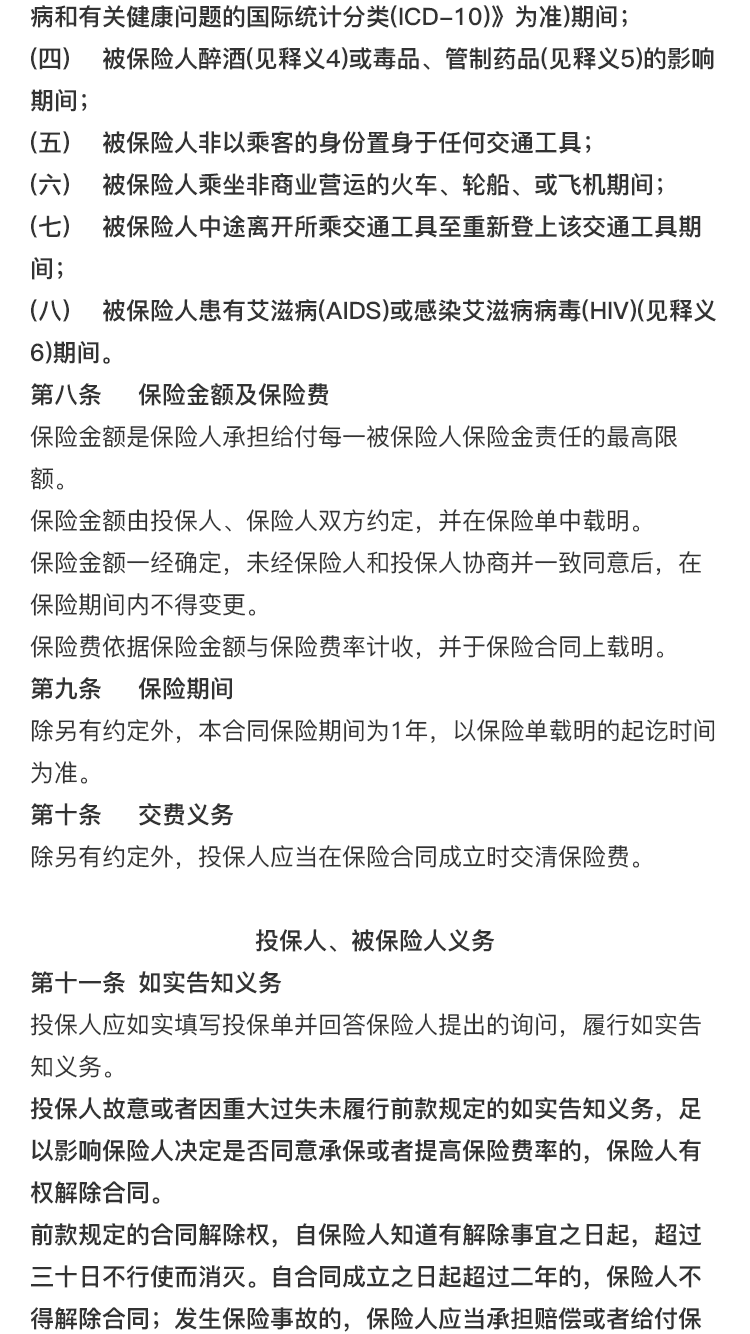 病和有关健康问题的国际统计分类(ICD-10)》为准)期间；
(四)　被保险人醉酒(见释义4)或毒品、管制药品(见释义5)的影响
期间；
(五)　被保险人非以乘客的身份置身于任何交通工具；
(六)　被保险人乘坐非商业营运的火车、轮船、或飞机期间；
(七)　被保险人中途离开所乘交通工具至重新登上该交通工具期
间；
(八)　被保险人患有艾滋病(AIDS)或感染艾滋病病毒(HIV)(见释义
6)期间。
第八条　保险金额及保险费
保险金额是保险人承担给付每一被保险人保险金责任的最高限
额。
保险金额由投保人、保险人双方约定，并在保险单中载明。
保险金额一经确定，未经保险人和投保人协商并一致同意后，在
保险期间内不得变更。
保险费依据保险金额与保险费率计收，并于保险合同上载明。
第九条　保险期间
除另有约定外，本合同保险期间为1年，以保险单载明的起讫时间
为准。
第十条　交费义务
除另有约定外，投保人应当在保险合同成立时交清保险费。
投保人、被保险人义务
第十一条 如实告知义务
投保人应如实填写投保单并回答保险人提出的询问，履行如实告
知义务。
投保人故意或者因重大过失未履行前款规定的如实告知义务，足
以影响保险人决定是否同意承保或者提高保险费率的，保险人有
权解除合同。
前款规定的合同解除权，自保险人知道有解除事宜之日起，超过
三十日不行使而消灭。自合同成立之日起超过二年的，保险人不
得解除合同；发生保险事故的，保险人应当承担赔偿或者给付保